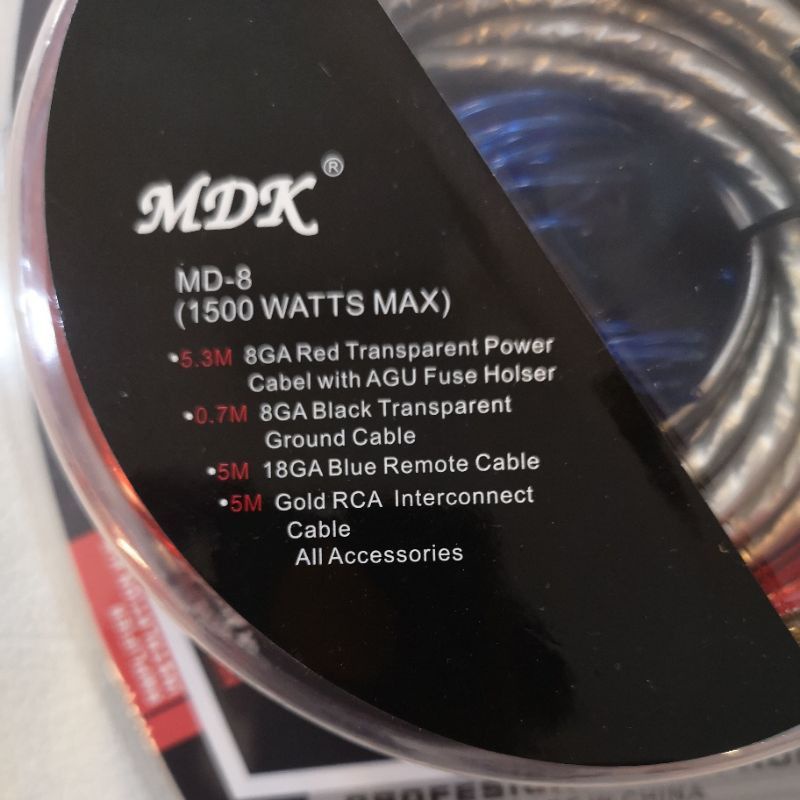 MDK®
MD-8
(1500 WATTS MAX)
•5.3M 8GA Red Transparent Power
Cabel with AGU Fuse Holser
•0.7M 8GA Black Transparent
Ground Cable
•5M 18GA Blue Remote Cable
•5M Gold RCA Interconnect
Cable
All Accessories